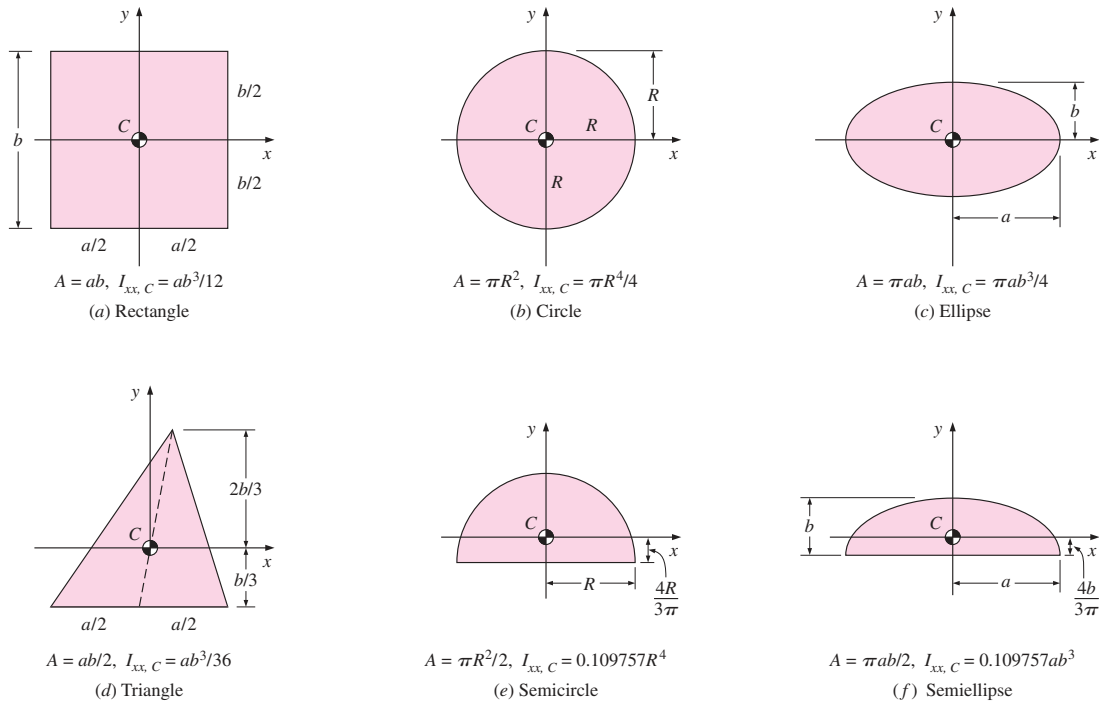 y
b/2
b
C
x
b/2
a/2 a/2
A = ab, I_{xx, C} = ab³/12
(a) Rectangle
y
R
C R
x
R
A = πR², I_{xx, C} = πR⁴/4
(b) Circle
y
b
C
x
a
A = πab, I_{xx, C} = πab³/4
(c) Ellipse
y
2b/3
C
x
b/3
a/2 a/2
A = ab/2, I_{xx, C} = ab³/36
(d) Triangle
y
C
x
R
4R
3π
A = πR²/2, I_{xx, C} = 0.109757R⁴
(e) Semicircle
y
b
C
x
a
4b
3π
A = πab/2, I_{xx, C} = 0.109757ab³
(f) Semiellipse